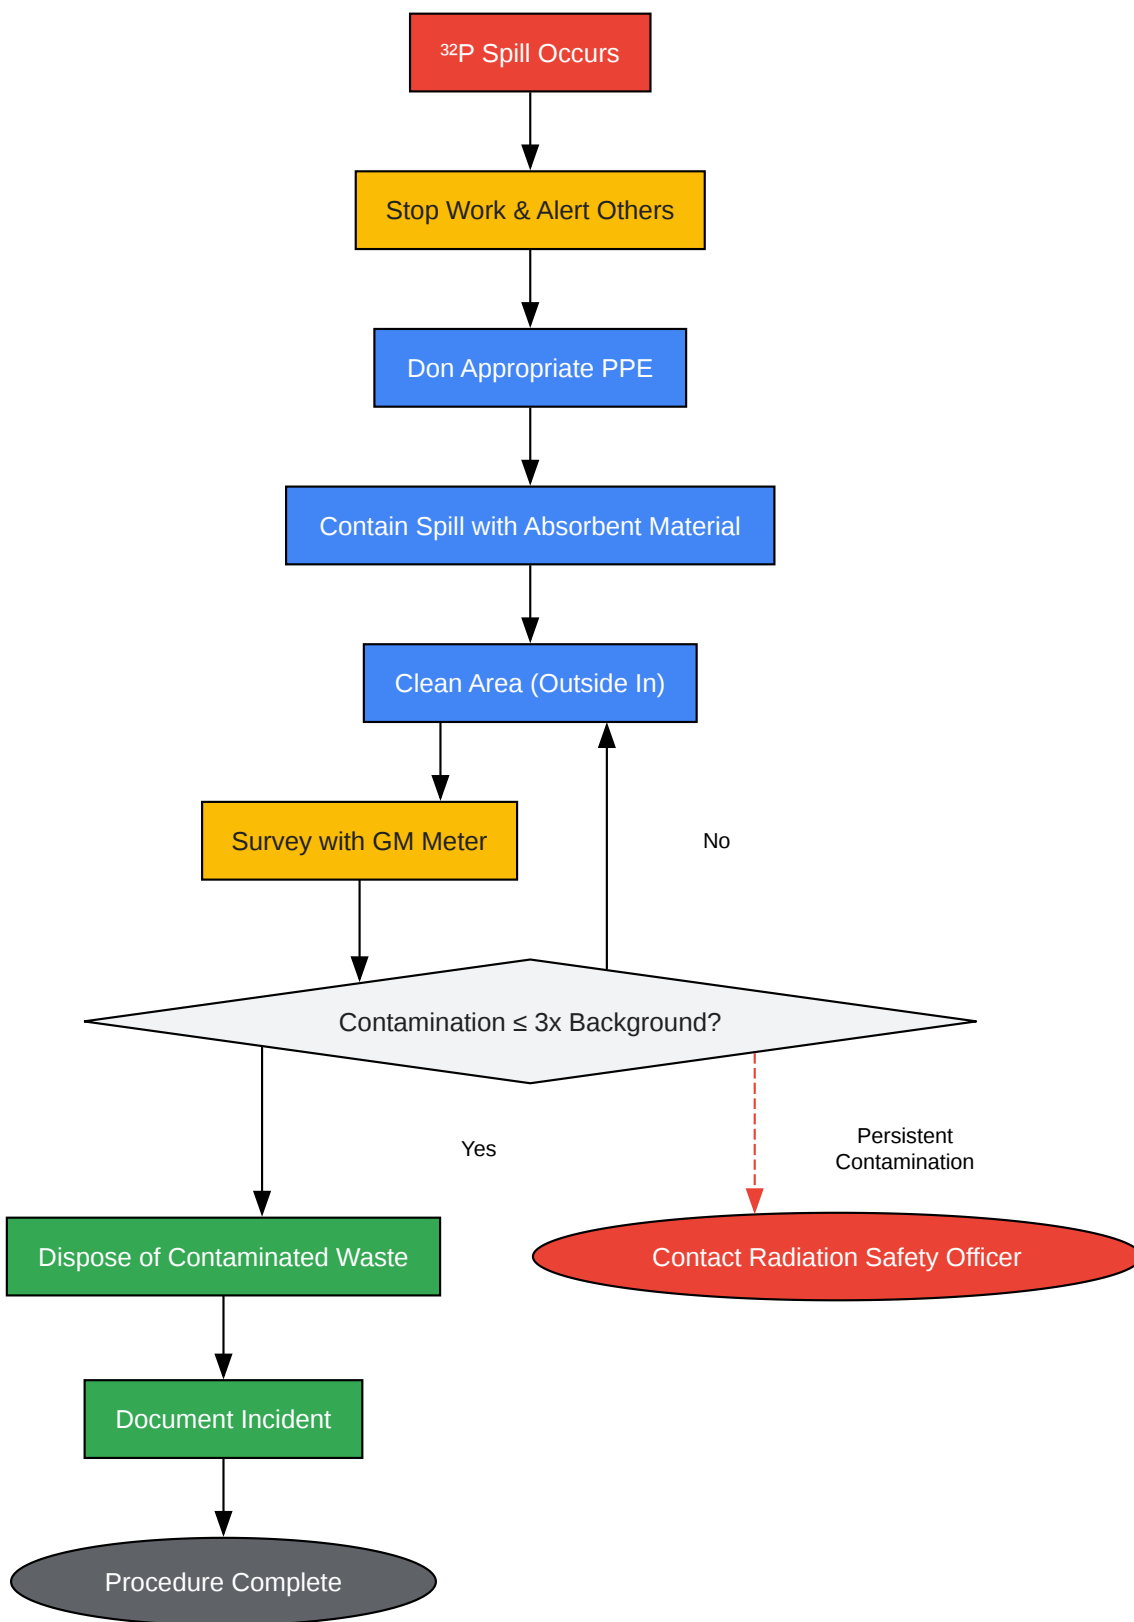 ³²P Spill Occurs
Stop Work & Alert Others
Don Appropriate PPE
Contain Spill with Absorbent Material
Clean Area (Outside In)
Survey with GM Meter
No
Contamination ≤ 3x Background?
Yes
Persistent
Contamination
Dispose of Contaminated Waste
Contact Radiation Safety Officer
Document Incident
Procedure Complete